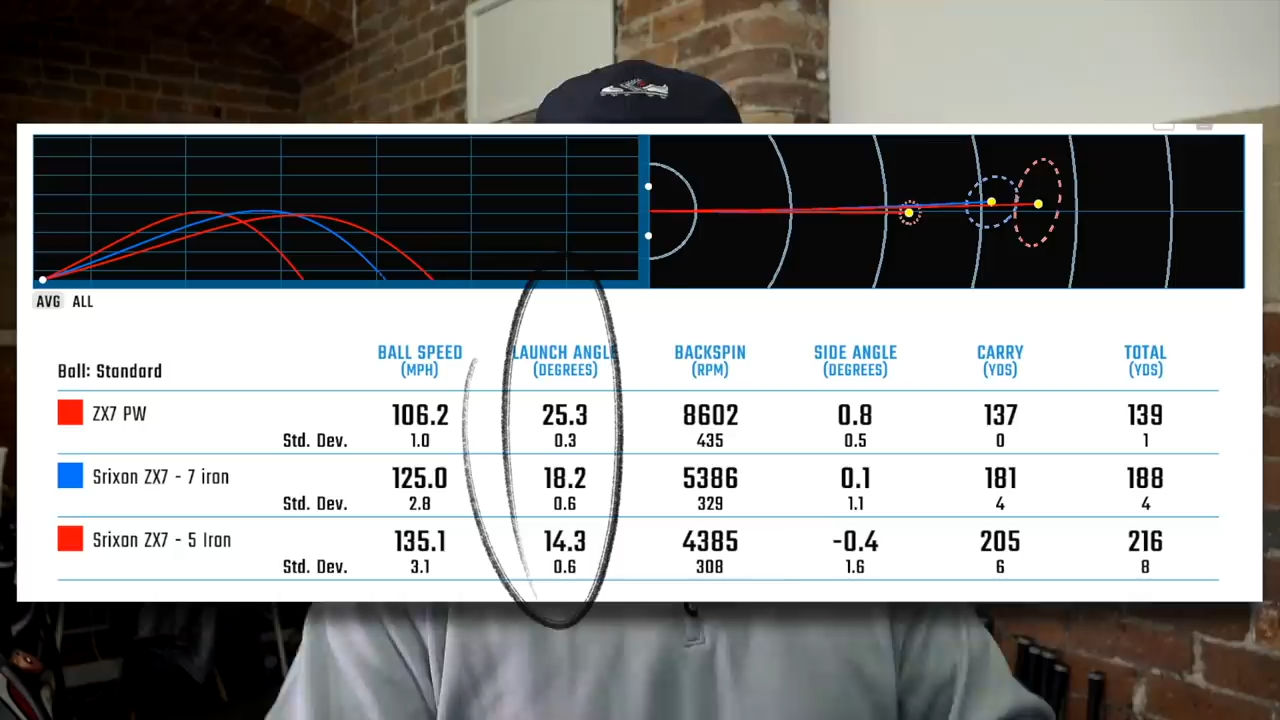 AVG ALL
BALL SPEED LAUNCH ANGLE BACKSPIN SIDE ANGLE CARRY TOTAL
Ball: Standard (MPH) (DEGREES) (RPM) (DEGREES) (YDS) (YDS)
ZX7 PW 106.2 25.3 8602 0.8 137 139
Std. Dev. 1.0 0.3 435 0.5 0 1
Srixon ZX7 - 7 iron 125.0 18.2 5386 0.1 181 188
Std. Dev. 2.8 0.6 329 1.1 4 4
Srixon ZX7 - 5 Iron 135.1 14.3 4385 -0.4 205 216
Std. Dev. 3.1 0.6 308 1.6 6 8